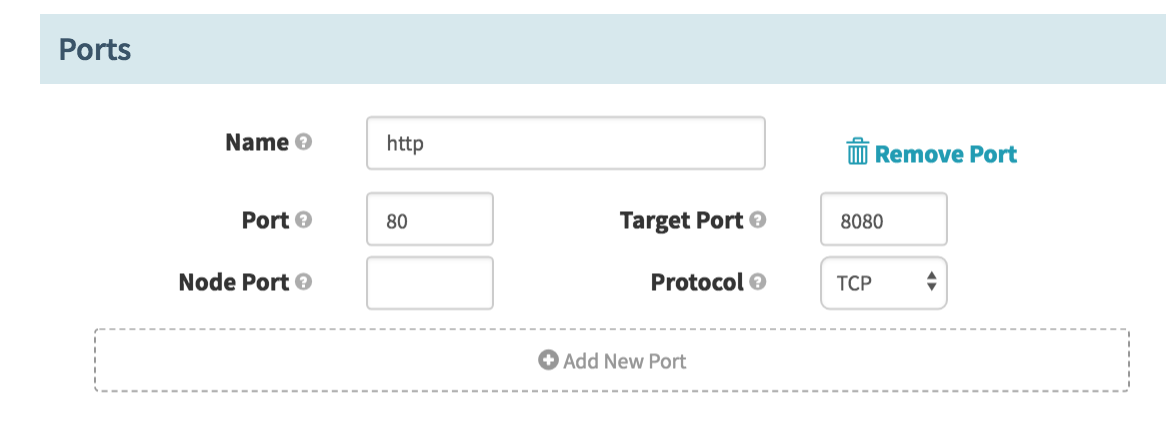 Ports
Name ?
http
Remove Port
Port ?
80
Target Port ?
8080
Node Port ?
Protocol ?
TCP
Add New Port